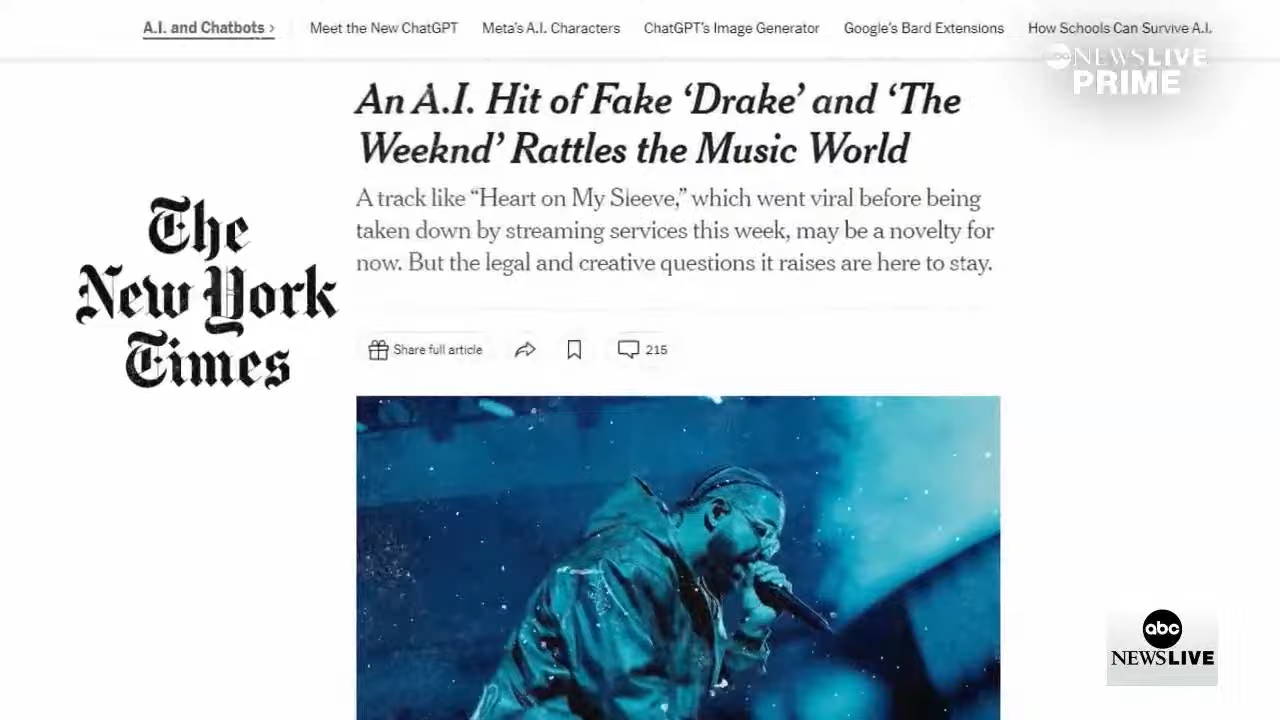 A.I. and Chatbots ›
Meet the New ChatGPT
Meta's A.I. Characters
ChatGPT's Image Generator
Google's Bard Extensions
How Schools Can Survive A.I.
abc NEWS LIVE
PRIME
An A.I. Hit of Fake ‘Drake’ and ‘The
Weeknd’ Rattles the Music World
A track like “Heart on My Sleeve,” which went viral before being
taken down by streaming services this week, may be a novelty for
now. But the legal and creative questions it raises are here to stay.
The
New York
Times
Share full article
215
abc
NEWS LIVE